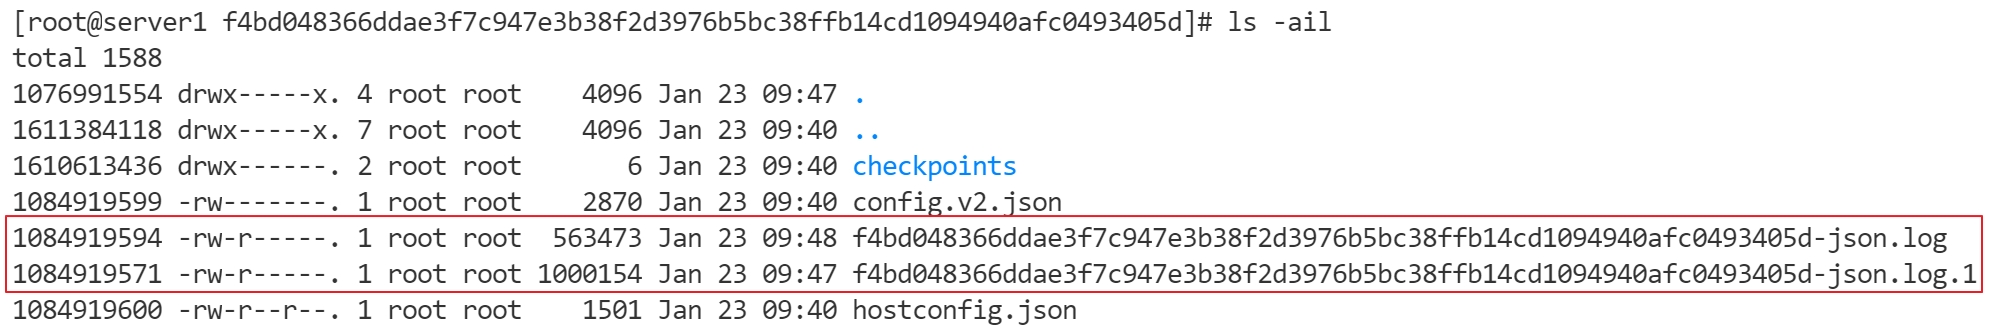 [root@server1 f4bd048366ddae3f7c947e3b38f2d3976b5bc38ffb14cd1094940afc0493405d]# ls -ail
total 1588
1076991554 drwx-----x. 4 root root    4096 Jan 23 09:47 .
1611384118 drwx-----x. 7 root root    4096 Jan 23 09:40 ..
1610613436 drwx------. 2 root root       6 Jan 23 09:40 checkpoints
1084919599 -rw-------. 1 root root    2870 Jan 23 09:40 config.v2.json
1084919594 -rw-r-----. 1 root root  563473 Jan 23 09:48 f4bd048366ddae3f7c947e3b38f2d3976b5bc38ffb14cd1094940afc0493405d-json.log
1084919571 -rw-r-----. 1 root root 1000154 Jan 23 09:47 f4bd048366ddae3f7c947e3b38f2d3976b5bc38ffb14cd1094940afc0493405d-json.log.1
1084919600 -rw-r--r--. 1 root root    1501 Jan 23 09:40 hostconfig.json